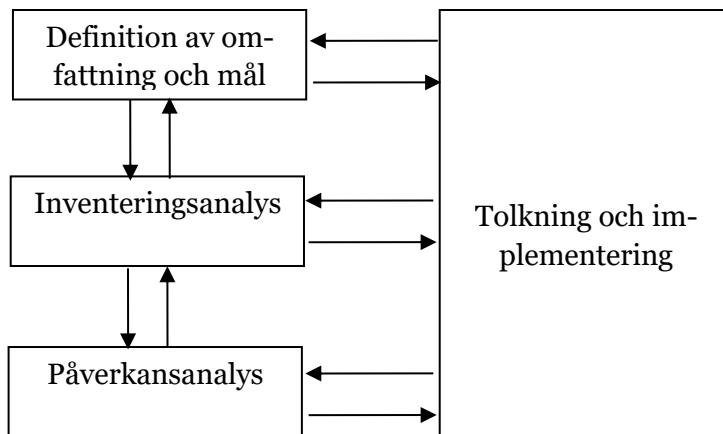 Definition av om-
fattning och mål
Inventeringsanalys
Påverkansanalys
Tolkning och im-
plementering